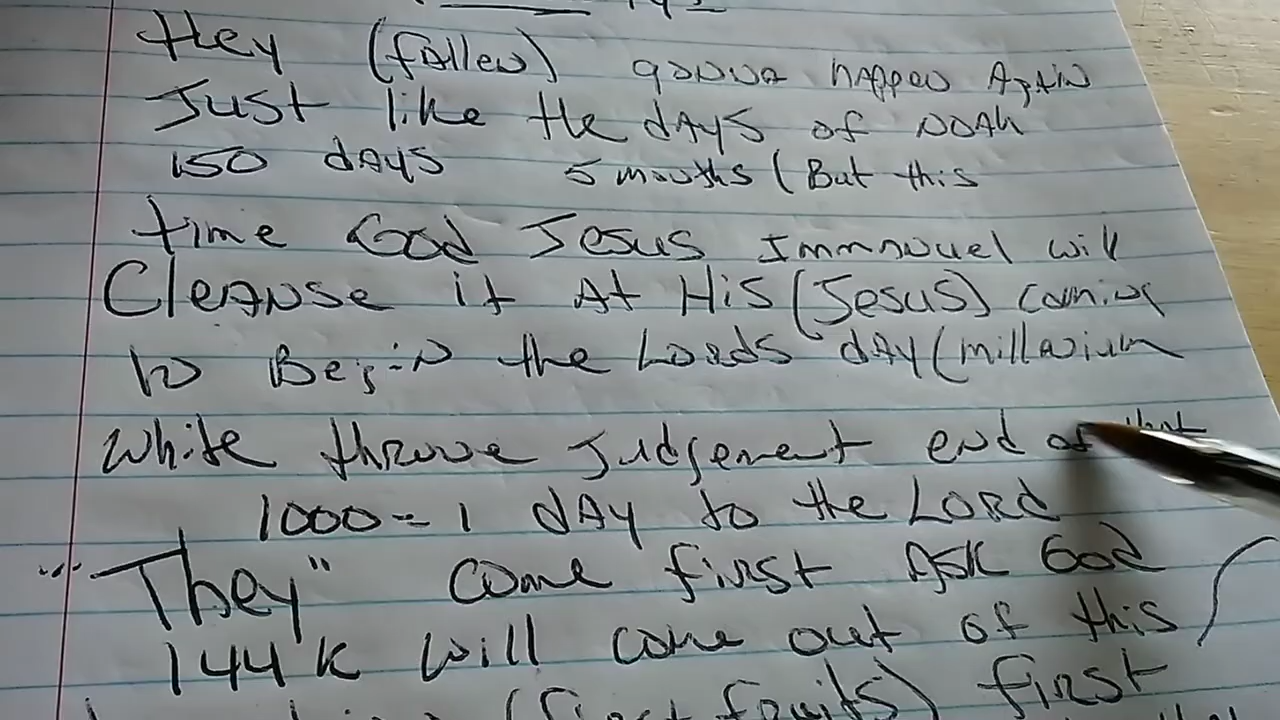 They (fallen) gonna happen Again
Just like the days of NOAh
150 days 5 months (But this
time God Jesus Immanuel will
Cleanse it At His (Jesus) coming
to Begin the Lords day (millanium
White throne Judgement end of that
1000 = 1 day to the LORD
"They" come first Ask God
144K will come out of this
(first fruits) first